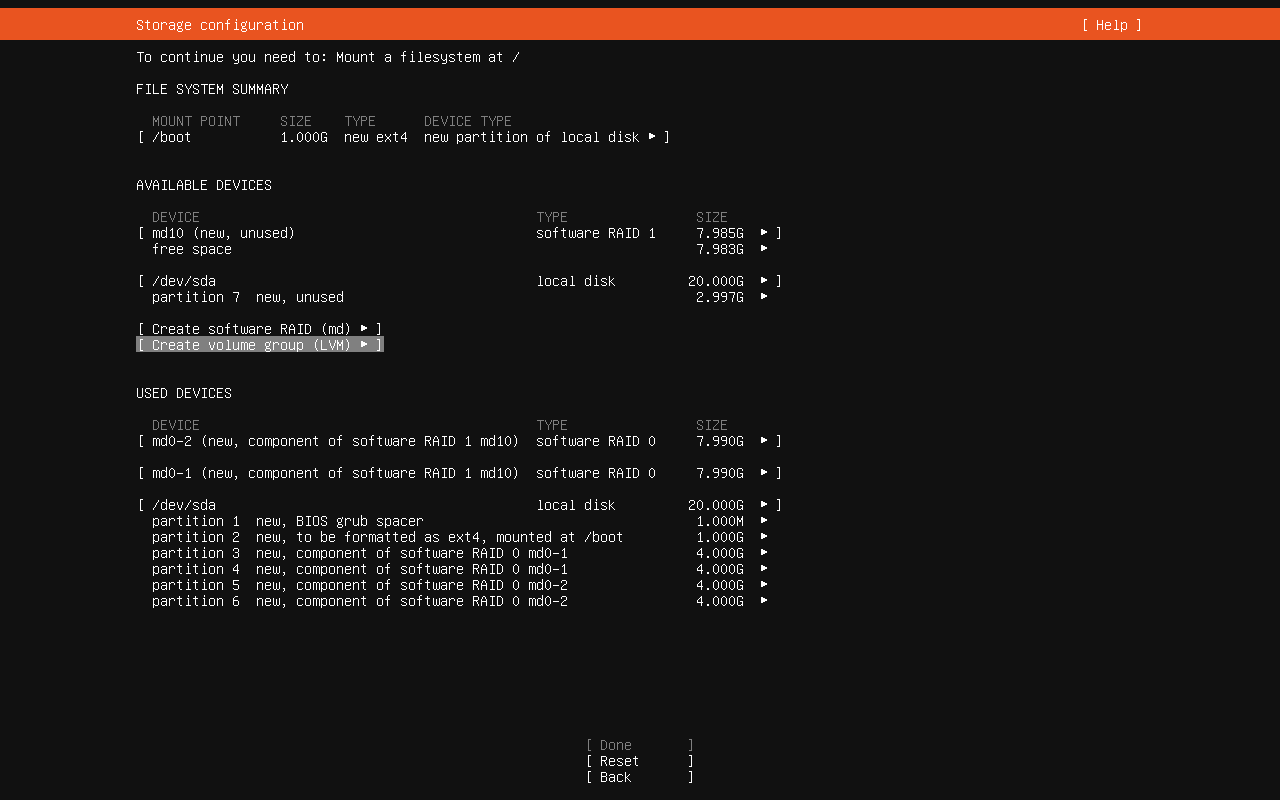 Storage configuration [ Help ]
To continue you need to: Mount a filesystem at /
FILE SYSTEM SUMMARY
MOUNT POINT SIZE TYPE DEVICE TYPE
[ /boot 1.000G new ext4 new partition of local disk ▸ ]
AVAILABLE DEVICES
DEVICE TYPE SIZE
[ md10 (new, unused) software RAID 1 7.985G ▸ ]
free space 7.983G ▸
[ /dev/sda local disk 20.000G ▸ ]
partition 7 new, unused 2.997G ▸
[ Create software RAID (md) ▸ ]
[ Create volume group (LVM) ▸ ]
USED DEVICES
DEVICE TYPE SIZE
[ md0-2 (new, component of software RAID 1 md10) software RAID 0 7.990G ▸ ]
[ md0-1 (new, component of software RAID 1 md10) software RAID 0 7.990G ▸ ]
[ /dev/sda local disk 20.000G ▸ ]
partition 1 new, BIOS grub spacer 1.000M ▸
partition 2 new, to be formatted as ext4, mounted at /boot 1.000G ▸
partition 3 new, component of software RAID 0 md0-1 4.000G ▸
partition 4 new, component of software RAID 0 md0-1 4.000G ▸
partition 5 new, component of software RAID 0 md0-2 4.000G ▸
partition 6 new, component of software RAID 0 md0-2 4.000G ▸
[ Done ]
[ Reset ]
[ Back ]